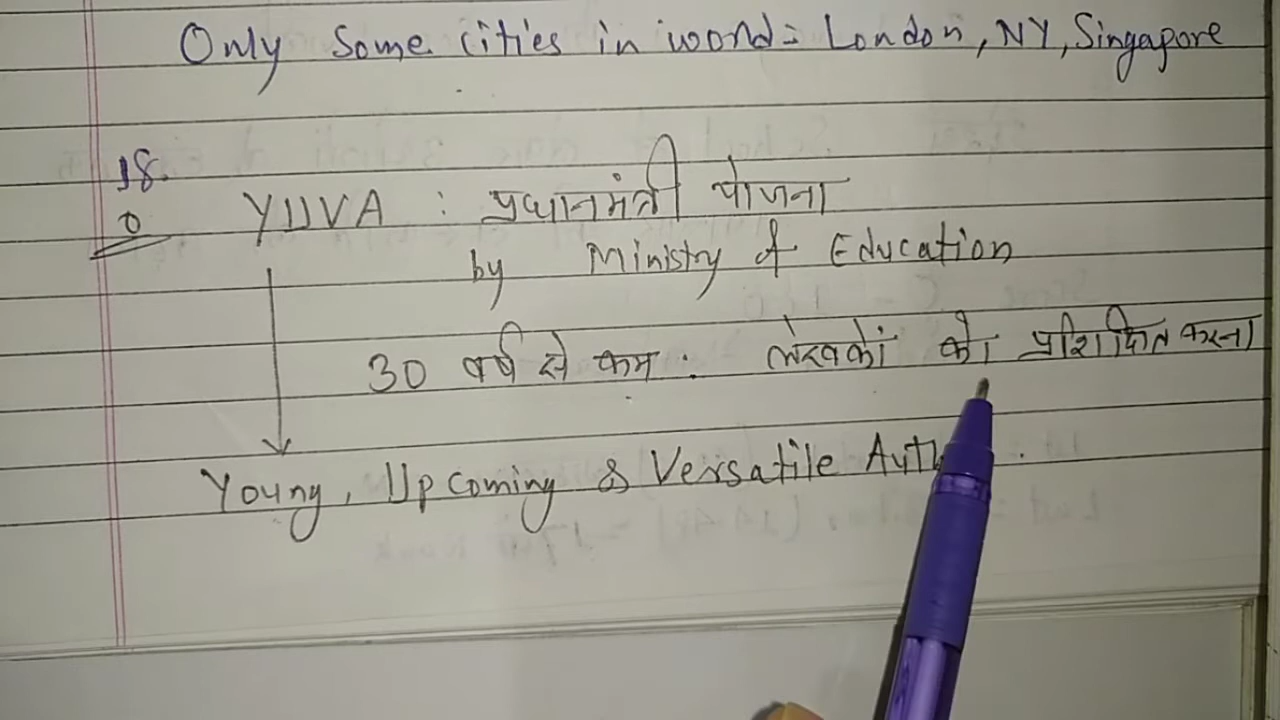 Only Some cities in world= London, NY, Singapore
18.
YUVA : प्रधानमंत्री योजना
by Ministry of Education
30 वर्ष से कम : लेखकों को प्रशिक्षित करना
Young, Upcoming & Versatile Auth